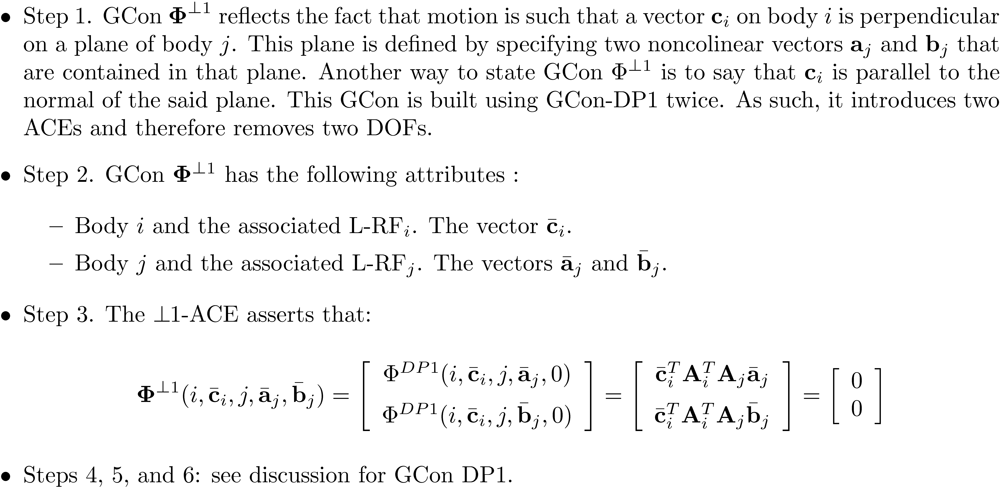 • Step 1. GCon $\mathbf{\Phi}^{\perp 1}$ reflects the fact that motion is such that a vector $\mathbf{c}_i$ on body $i$ is perpendicular
on a plane of body $j$. This plane is defined by specifying two noncolinear vectors $\mathbf{a}_j$ and $\mathbf{b}_j$ that
are contained in that plane. Another way to state GCon $\Phi^{\perp 1}$ is to say that $\mathbf{c}_i$ is parallel to the
normal of the said plane. This GCon is built using GCon-DP1 twice. As such, it introduces two
ACEs and therefore removes two DOFs.
• Step 2. GCon $\mathbf{\Phi}^{\perp 1}$ has the following attributes :
– Body $i$ and the associated L-RF$_i$. The vector $\bar{\mathbf{c}}_i$.
– Body $j$ and the associated L-RF$_j$. The vectors $\bar{\mathbf{a}}_j$ and $\bar{\mathbf{b}}_j$.
• Step 3. The $\perp$1-ACE asserts that:
$\mathbf{\Phi}^{\perp 1}(i, \bar{\mathbf{c}}_i, j, \bar{\mathbf{a}}_j, \bar{\mathbf{b}}_j) = \begin{bmatrix} \Phi^{DP1}(i, \bar{\mathbf{c}}_i, j, \bar{\mathbf{a}}_j, 0) \\ \Phi^{DP1}(i, \bar{\mathbf{c}}_i, j, \bar{\mathbf{b}}_j, 0) \end{bmatrix} = \begin{bmatrix} \bar{\mathbf{c}}_i^T \mathbf{A}_i^T \mathbf{A}_j \bar{\mathbf{a}}_j \\ \bar{\mathbf{c}}_i^T \mathbf{A}_i^T \mathbf{A}_j \bar{\mathbf{b}}_j \end{bmatrix} = \begin{bmatrix} 0 \\ 0 \end{bmatrix}$
• Steps 4, 5, and 6: see discussion for GCon DP1.